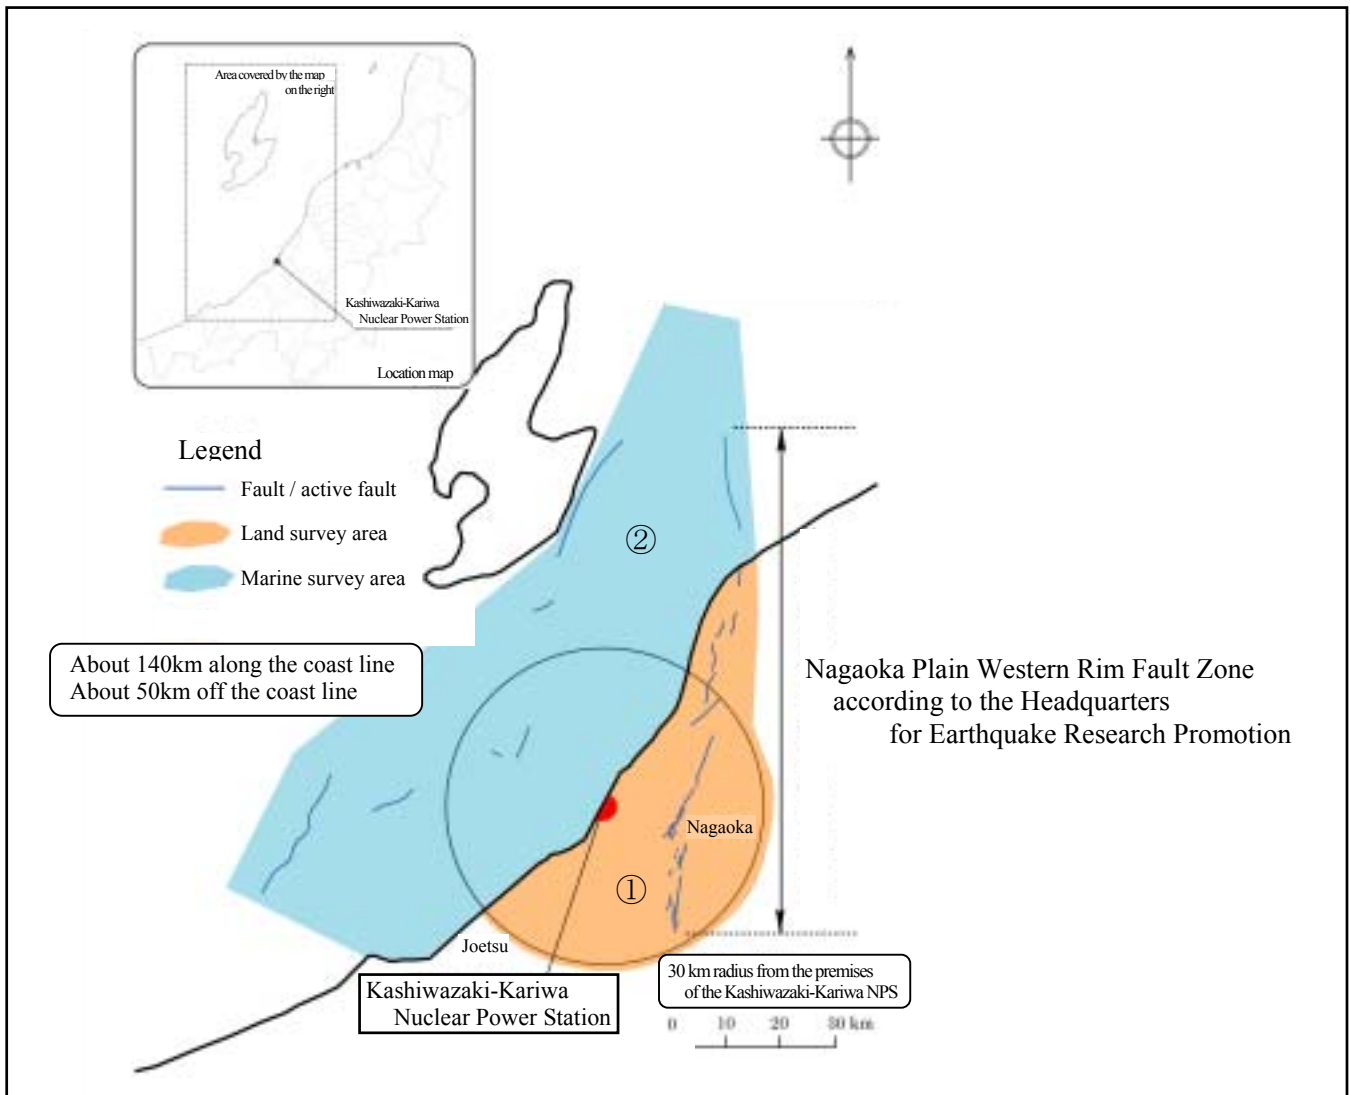 Area covered by the map
on the right
Kashiwazaki-Kariwa
Nuclear Power Station
Location map
Legend
Fault / active fault
Land survey area
Marine survey area
②
About 140km along the coast line
About 50km off the coast line
Nagaoka Plain Western Rim Fault Zone
according to the Headquarters
for Earthquake Research Promotion
Nagaoka
①
Joetsu
Kashiwazaki-Kariwa
Nuclear Power Station
30 km radius from the premises
of the Kashiwazaki-Kariwa NPS
0 10 20 30 km